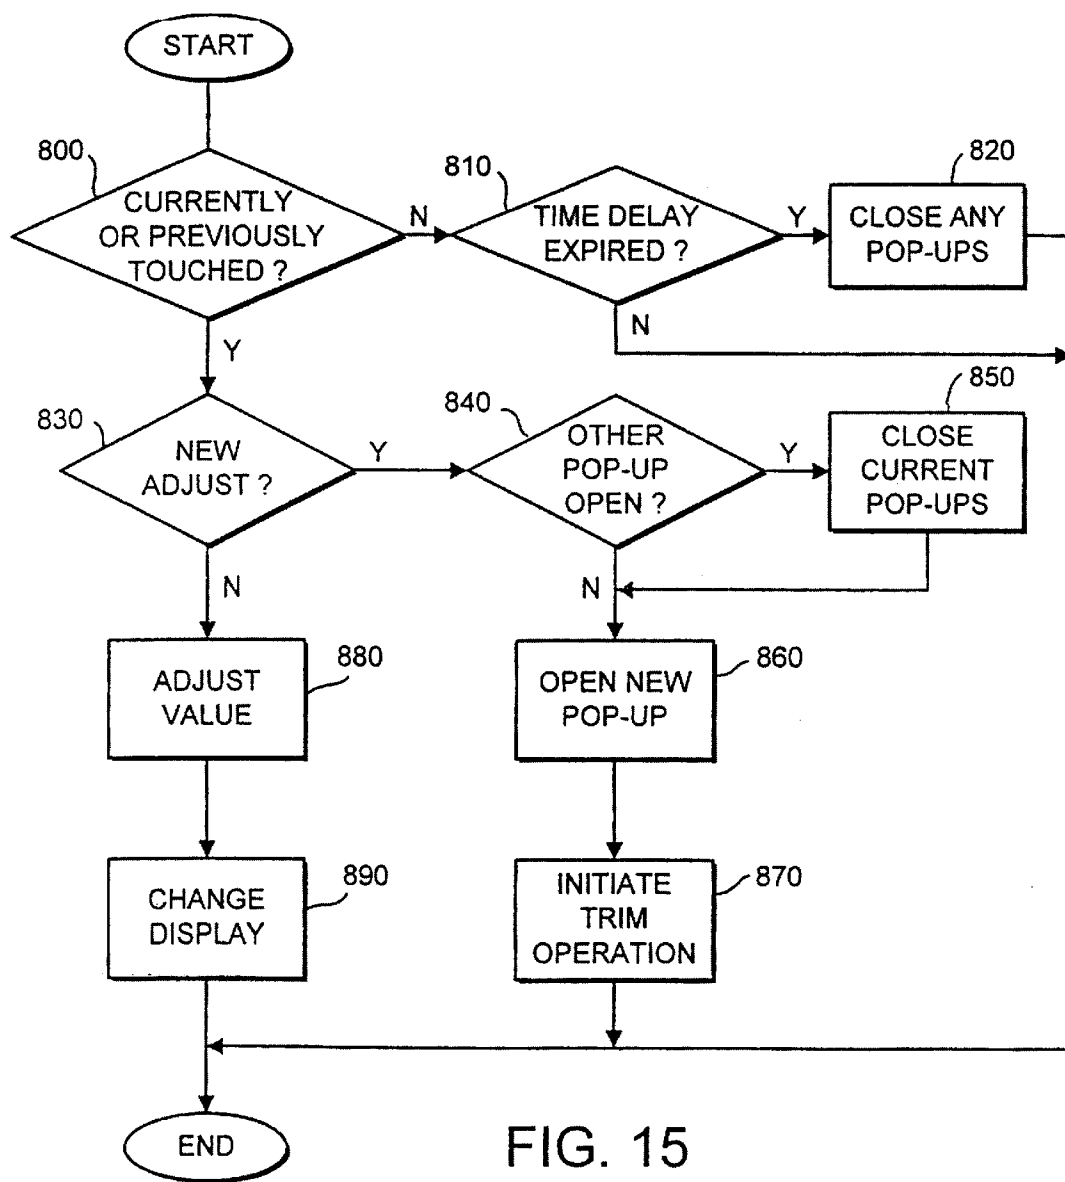 START
800
CURRENTLY
OR PREVIOUSLY
TOUCHED ?
N
810
TIME DELAY
EXPIRED ?
Y
820
CLOSE ANY
POP-UPS
N
Y
830
NEW
ADJUST ?
Y
840
OTHER
POP-UP
OPEN ?
Y
850
CLOSE
CURRENT
POP-UPS
N
N
880
ADJUST
VALUE
860
OPEN NEW
POP-UP
890
CHANGE
DISPLAY
870
INITIATE
TRIM
OPERATION
END
FIG. 15